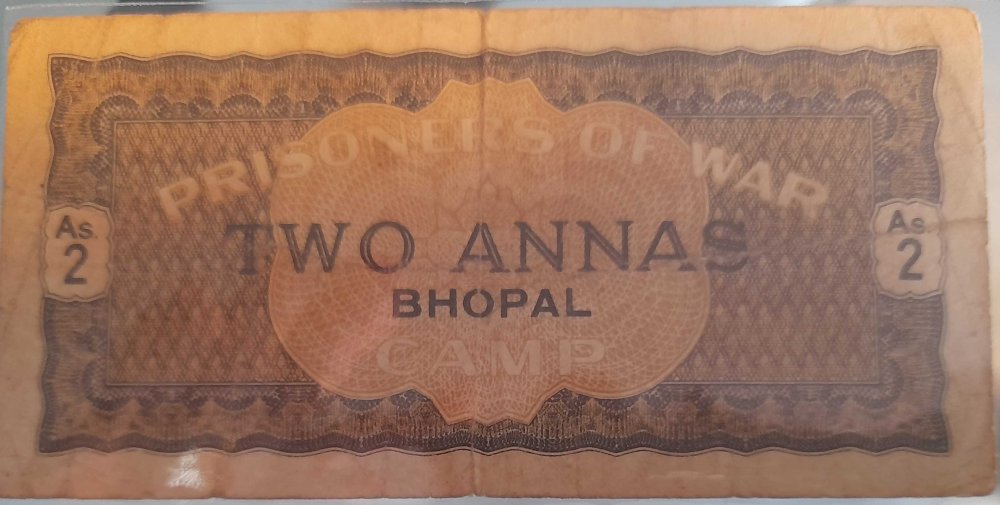 PRISONERS OF WAR
As. 2
TWO ANNAS
As. 2
BHOPAL
CAMP